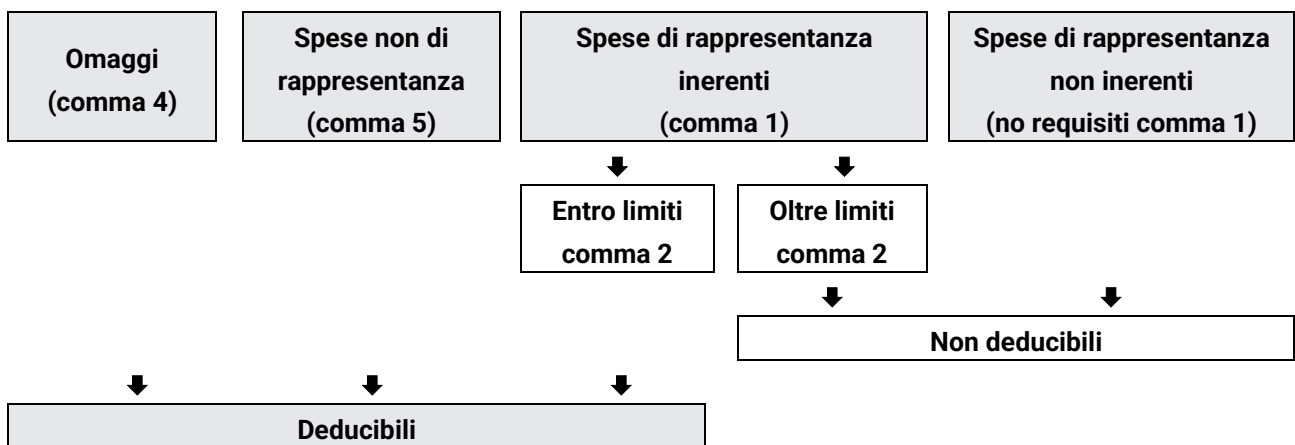 Omaggi
(comma 4)
Spese non di
rappresentanza
(comma 5)
Spese di rappresentanza
inerenti
(comma 1)
Spese di rappresentanza
non inerenti
(no requisiti comma 1)
Entro limiti
comma 2
Oltre limiti
comma 2
Non deducibili
Deducibili